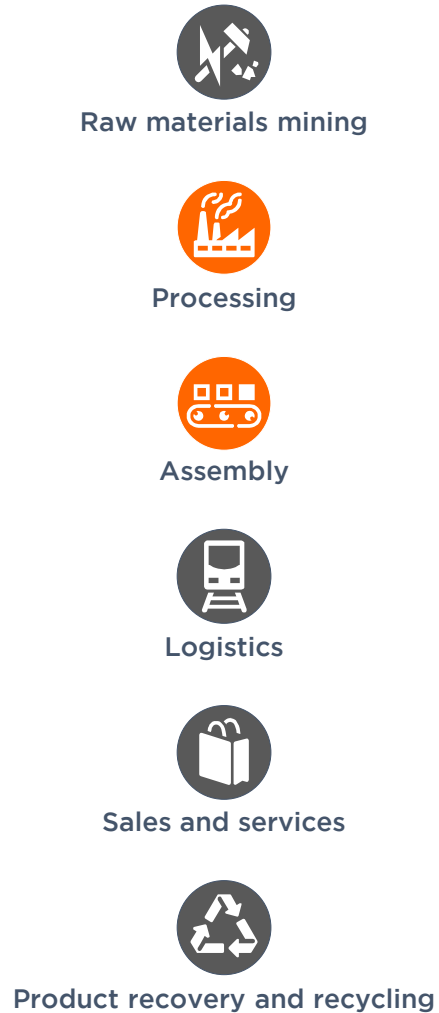 Raw materials mining
Processing
Assembly
Logistics
Sales and services
Product recovery and recycling